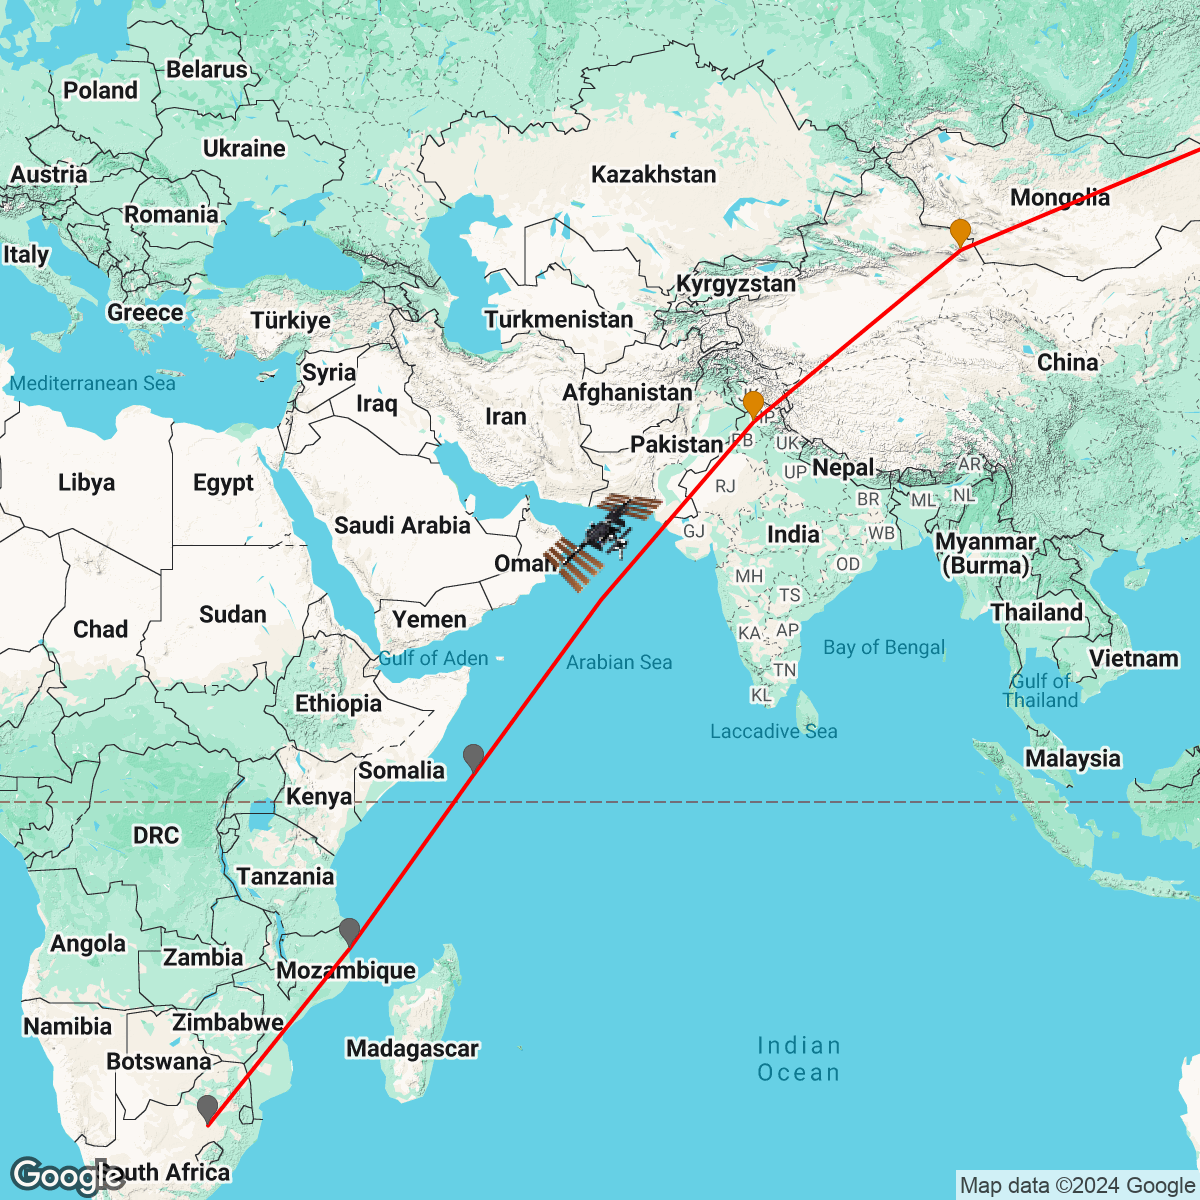 Belarus
Poland
Ukraine
Austria
Kazakhstan
Mongolia
Romania
Italy
Kyrgyzstan
Greece
Türkiye
Turkmenistan
China
Syria
Mediterranean Sea
Afghanistan
Iraq
Iran
Pakistan
PB
UK
Nepal
UP
AR
Libya
Egypt
RJ
BR
ML
NL
Saudi Arabia
GJ
India
WB
Myanmar
(Burma)
Oman
OD
MH
TS
Sudan
Yemen
Thailand
Chad
KA
AP
Bay of Bengal
Gulf of Aden
Arabian Sea
Vietnam
TN
KL
Gulf of
Thailand
Ethiopia
Laccadive Sea
Malaysia
Somalia
Kenya
DRC
Tanzania
Angola
Zambia
Mozambique
Namibia
Zimbabwe
Madagascar
Indian
Ocean
Botswana
South Africa
Google
Map data ©2024 Google